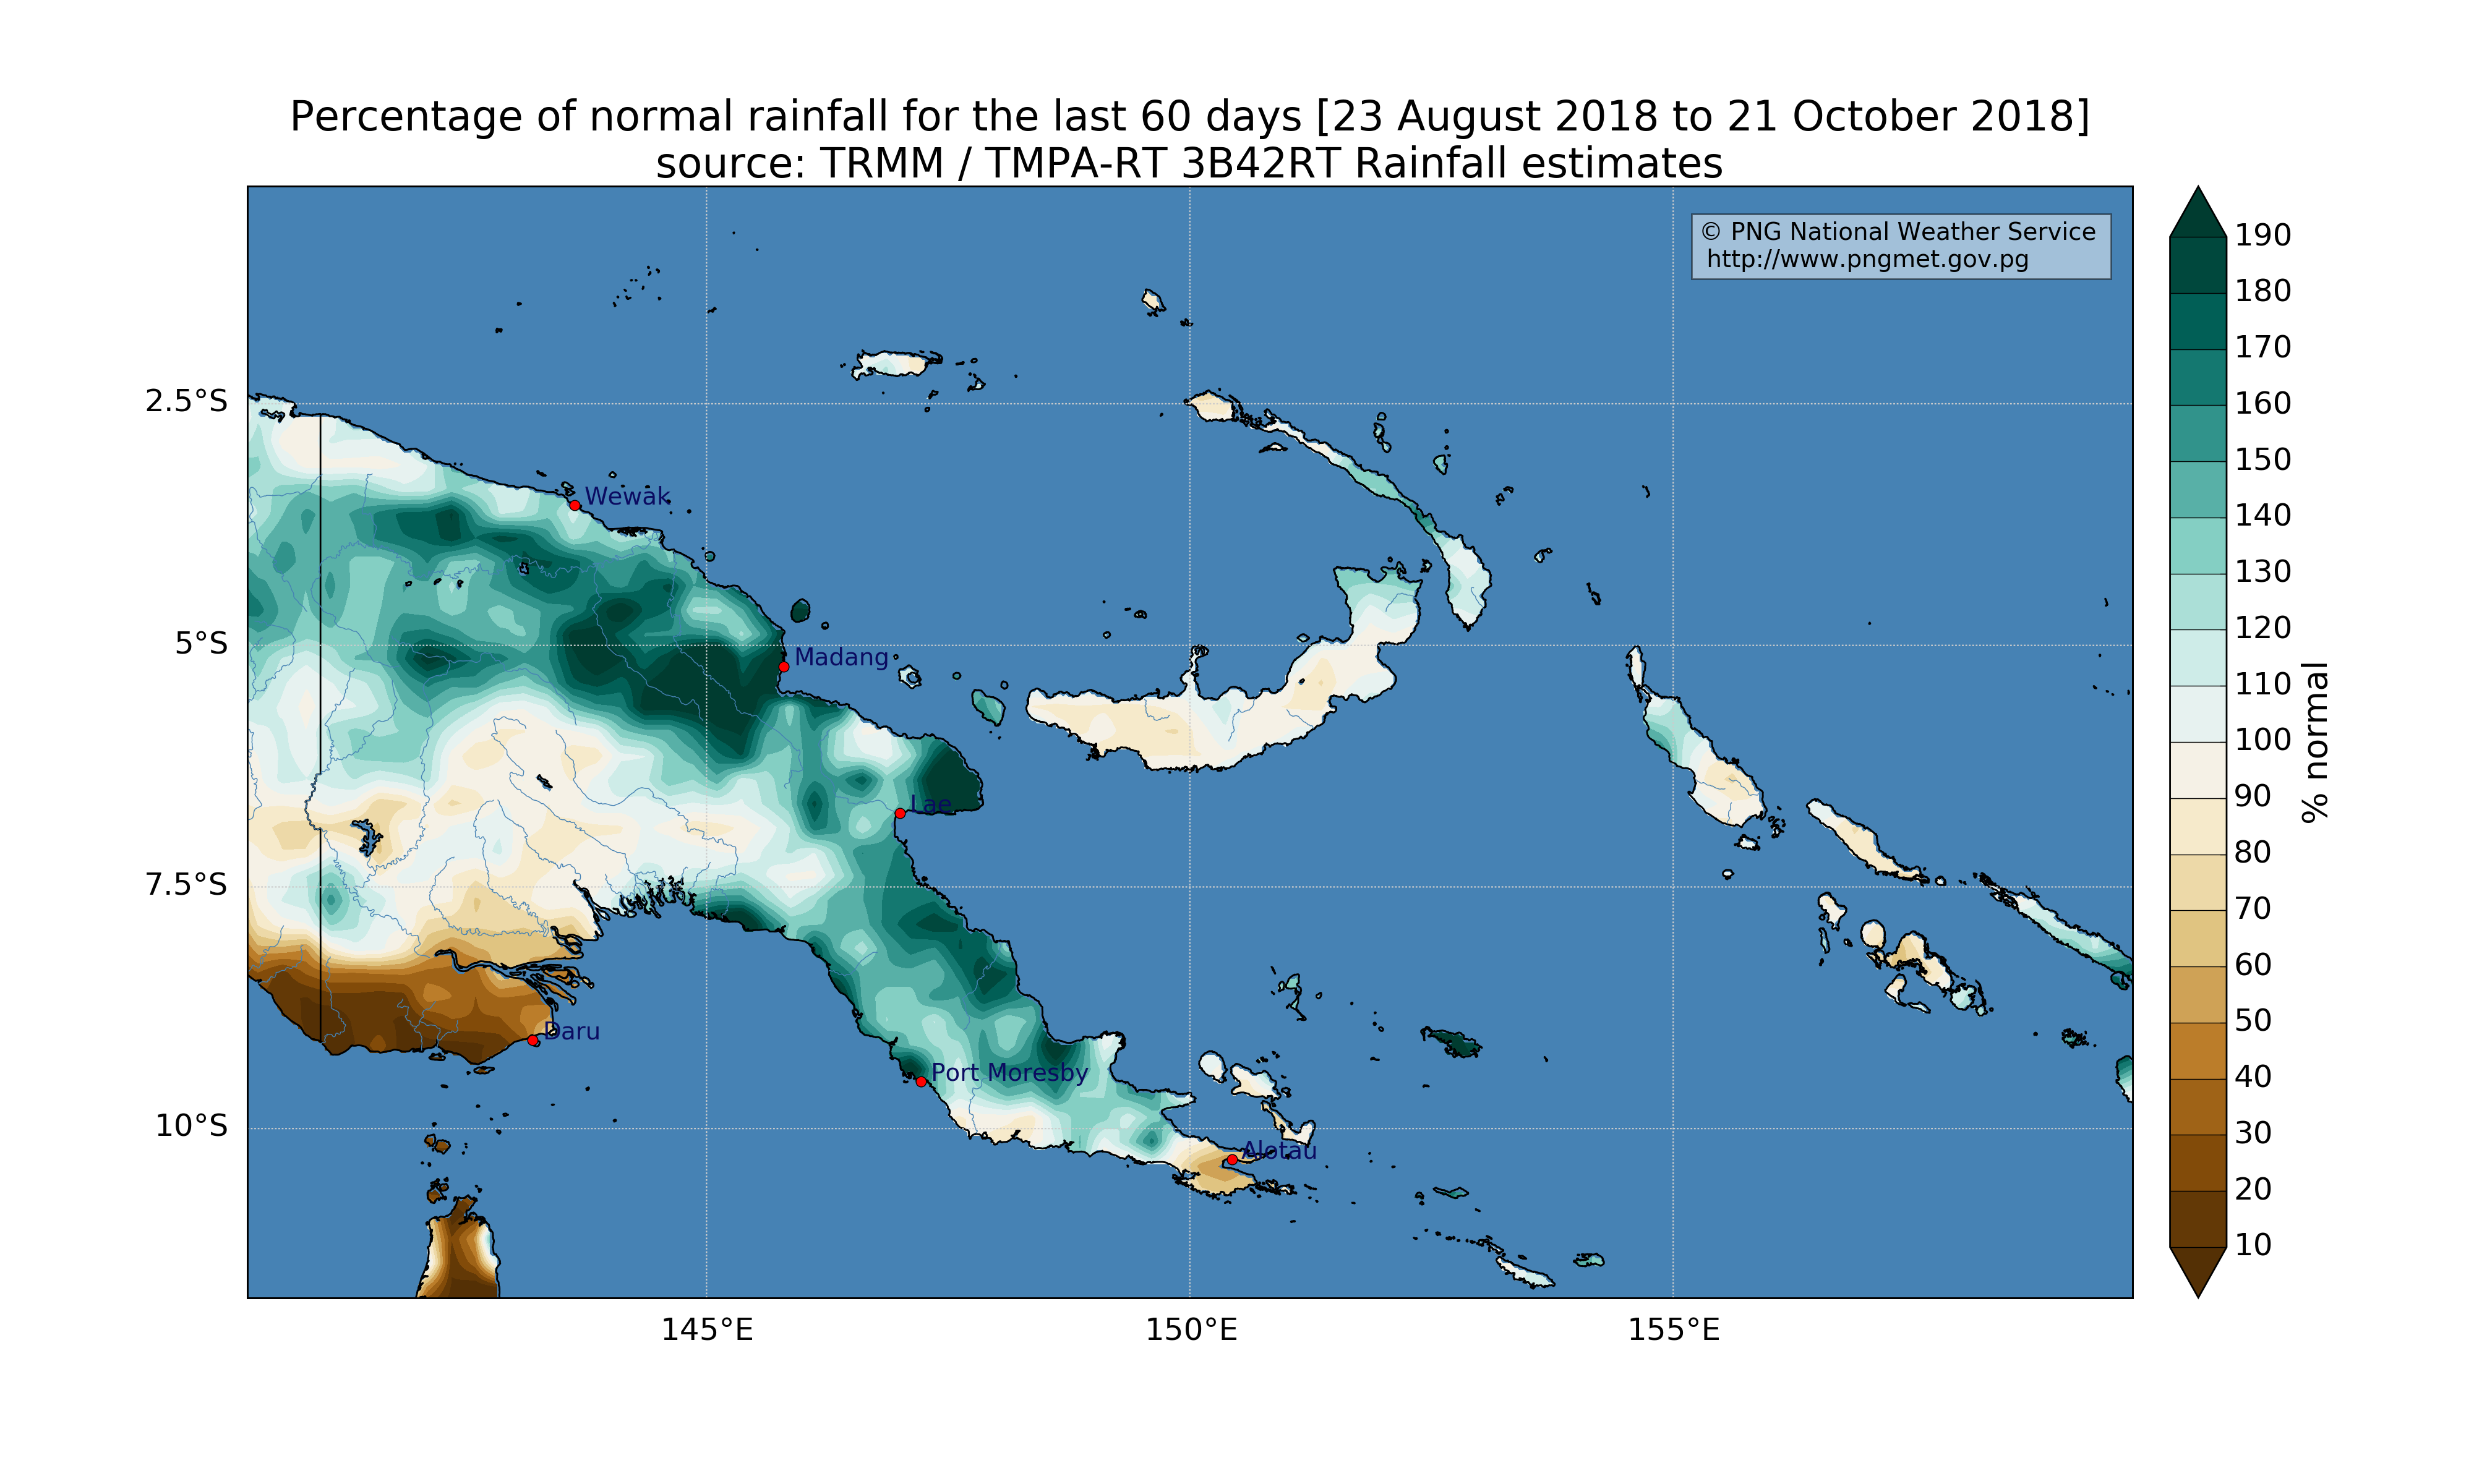 Percentage of normal rainfall for the last 60 days [23 August 2018 to 21 October 2018]
source: TRMM / TMPA-RT 3B42RT Rainfall estimates
© PNG National Weather Service
http://www.pngmet.gov.pg
2.5°S
5°S
7.5°S
10°S
Wewak
Madang
Lae
Daru
Port Moresby
Alotau
145°E
150°E
155°E
190
180
170
160
150
140
130
120
110
100
90
80
70
60
50
40
30
20
10
% normal